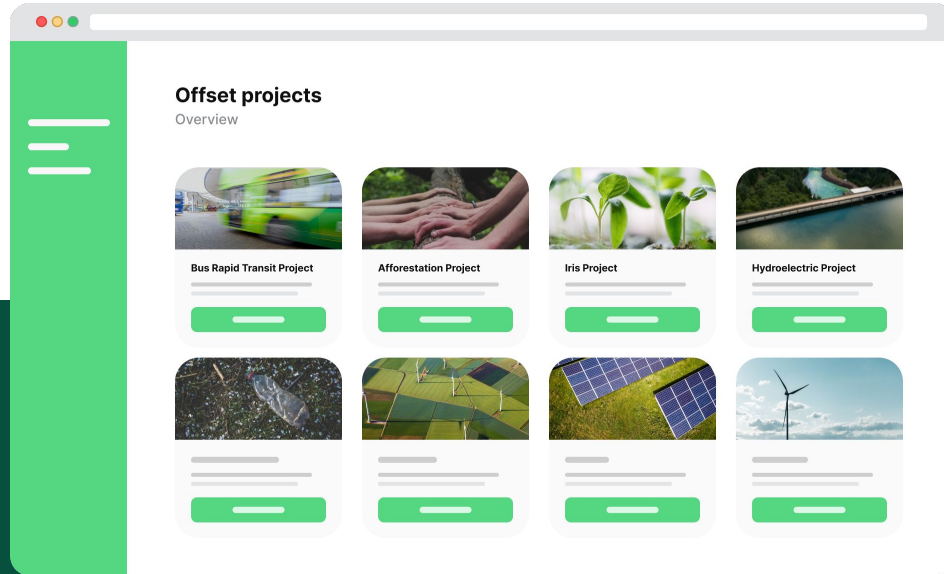 Offset projects
Overview
Bus Rapid Transit Project
Afforestation Project
Iris Project
Hydroelectric Project